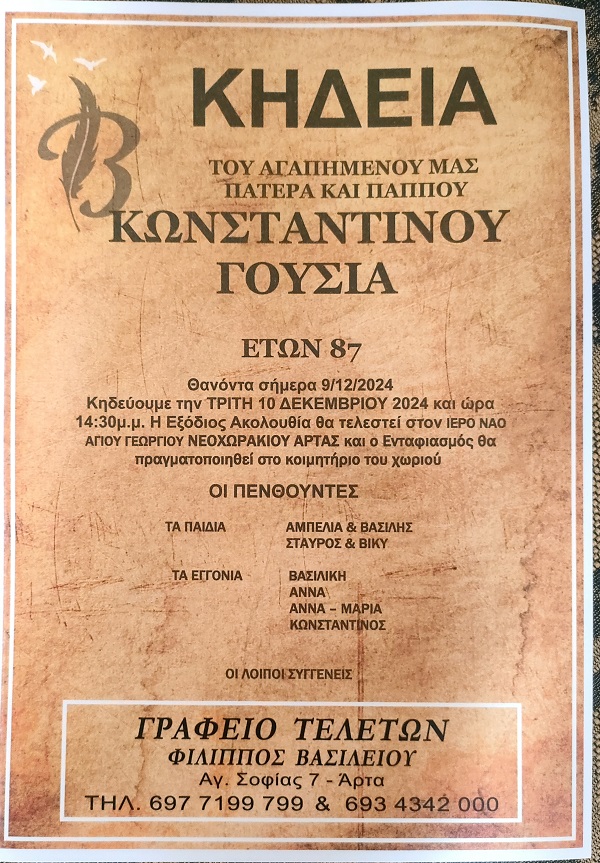 B
ΚΗΔΕΙΑ
ΤΟΥ ΑΓΑΠΗΜΕΝΟΥ ΜΑΣ
ΠΑΤΕΡΑ ΚΑΙ ΠΑΠΠΟΥ
ΚΩΝΣΤΑΝΤΙΝΟΥ
ΓΟΥΣΙΑ
ΕΤΩΝ 87
Θανόντα σήμερα 9/12/2024
Κηδεύουμε την ΤΡΙΤΗ 10 ΔΕΚΕΜΒΡΙΟΥ 2024 και ώρα
14:30μ.μ. Η Εξόδιος Ακολουθία θα τελεστεί στον ΙΕΡΟ ΝΑΟ
ΑΓΙΟΥ ΓΕΩΡΓΙΟΥ ΝΕΟΧΩΡΑΚΙΟΥ ΑΡΤΑΣ και ο Ενταφιασμός θα
πραγματοποιηθεί στο κοιμητήριο του χωριού
ΟΙ ΠΕΝΘΟΥΝΤΕΣ
ΤΑ ΠΑΙΔΙΑ ΑΜΠΕΛΙΑ & ΒΑΣΙΛΗΣ
ΣΤΑΥΡΟΣ & ΒΙΚΥ
ΤΑ ΕΓΓΟΝΙΑ ΒΑΣΙΛΙΚΗ
ΑΝΝΑ
ΑΝΝΑ – ΜΑΡΙΑ
ΚΩΝΣΤΑΝΤΙΝΟΣ
ΟΙ ΛΟΙΠΟΙ ΣΥΓΓΕΝΕΙΣ
ΓΡΑΦΕΙΟ ΤΕΛΕΤΩΝ
ΦΙΛΙΠΠΟΣ ΒΑΣΙΛΕΙΟΥ
Αγ. Σοφίας 7 - Άρτα
ΤΗΛ. 697 7199 799 & 693 4342 000